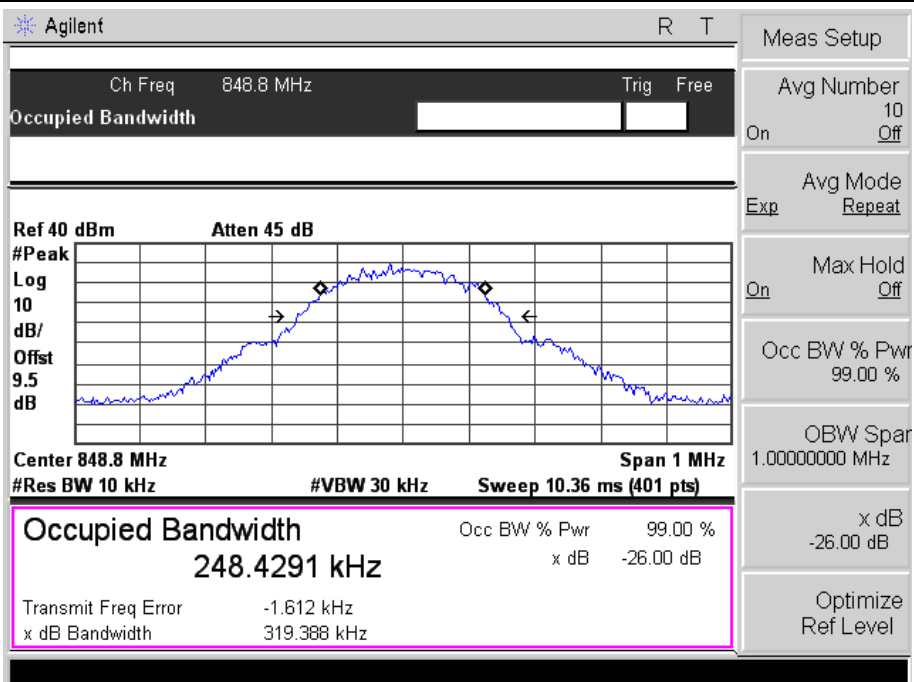 Agilent R T
Ch Freq 848.8 MHz Trig Free
Occupied Bandwidth
Ref 40 dBm Atten 45 dB
#Peak
Log
10
dB/
Offst
9.5
dB
Center 848.8 MHz Span 1 MHz
#Res BW 10 kHz #VBW 30 kHz Sweep 10.36 ms (401 pts)
Occupied Bandwidth
248.4291 kHz
Occ BW % Pwr 99.00 %
x dB -26.00 dB
Transmit Freq Error -1.612 kHz
x dB Bandwidth 319.388 kHz
Meas Setup
Avg Number
10
On Off
Avg Mode
Exp Repeat
Max Hold
On Off
Occ BW % Pwr
99.00 %
OBW Span
1.00000000 MHz
x dB
-26.00 dB
Optimize
Ref Level